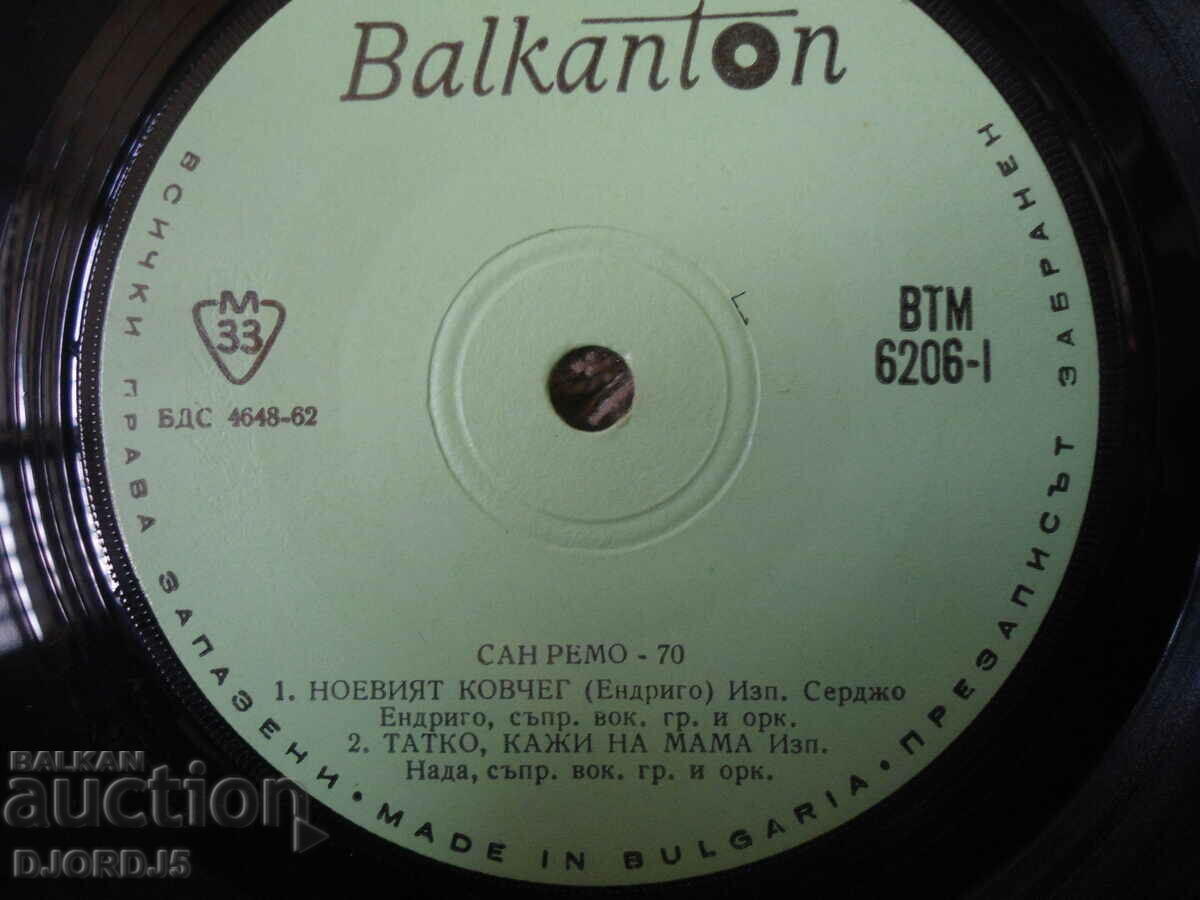 Balkanton
ВСИЧКИ ПРАВА ЗАПАЗЕНИ • MADE IN BULGARIA • ПРЕЗАПИСЪТ ЗАБРАНЕН
М
33
БДС 4648-62
ВТМ
6206-I
САН РЕМО - 70
1. НОЕВИЯТ КОВЧЕГ (Ендриго) Изп. Серджо
Ендриго, съпр. вок. гр. и орк.
2. ТАТКО, КАЖИ НА МАМА Изп.
Нада, съпр. вок. гр. и орк.
BALKAN
auction
DJORDJ5